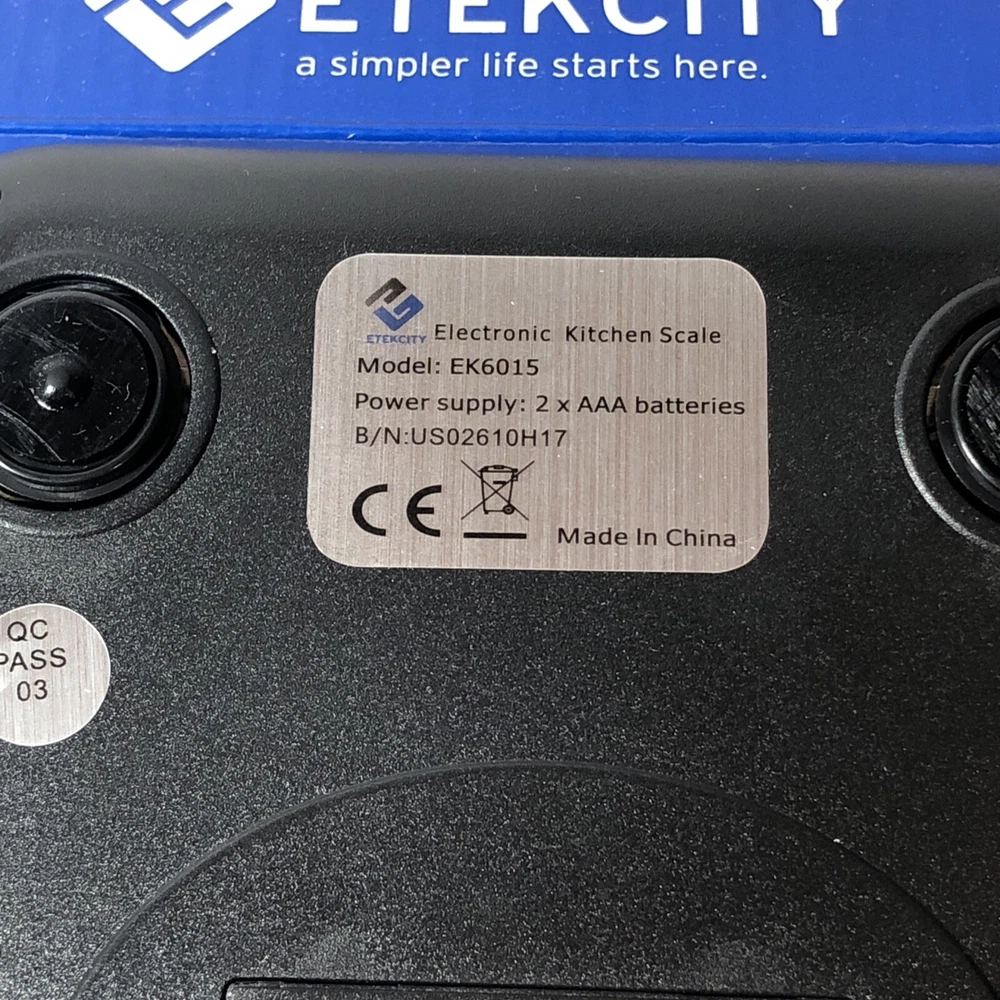 ETEKCITY
a simpler life starts here.
ETEKCITY Electronic Kitchen Scale
Model: EK6015
Power supply: 2 x AAA batteries
B/N:US02610H17
CE
Made In China
QC
PASS
03